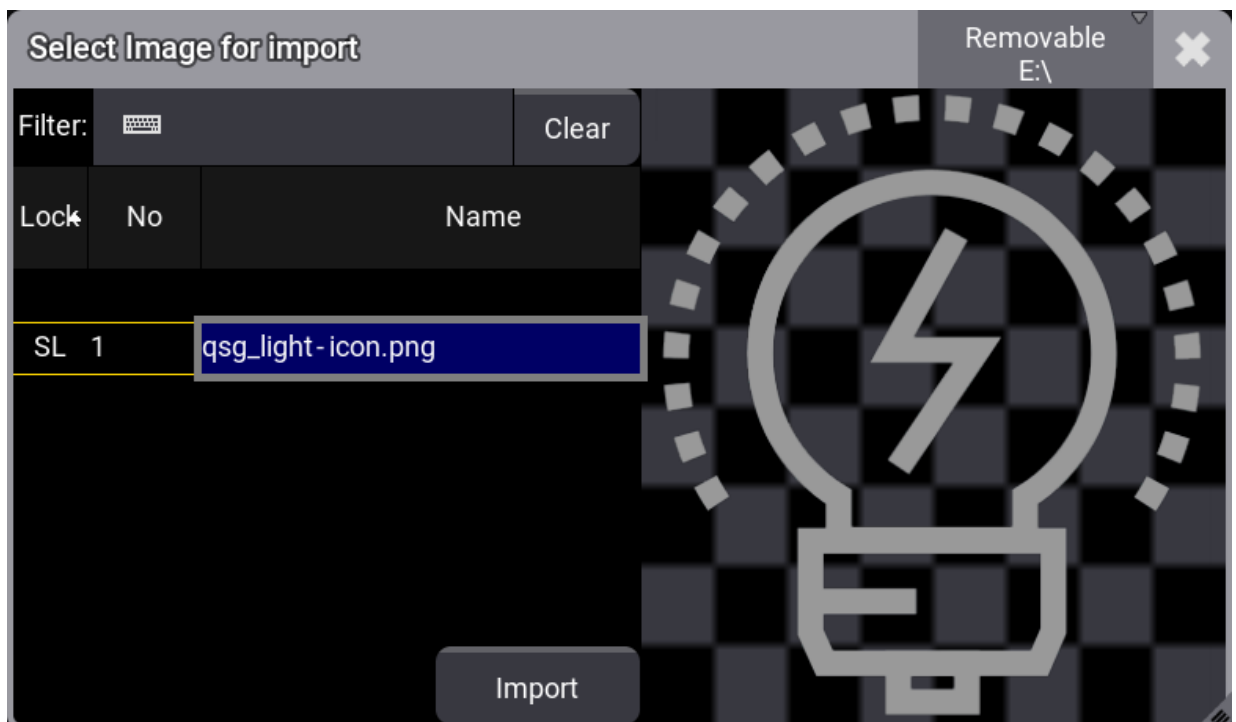 Select Image for import
Removable
E:\
Filter:
Clear
Lock No Name
SL 1 qsg_light-icon.png
Import